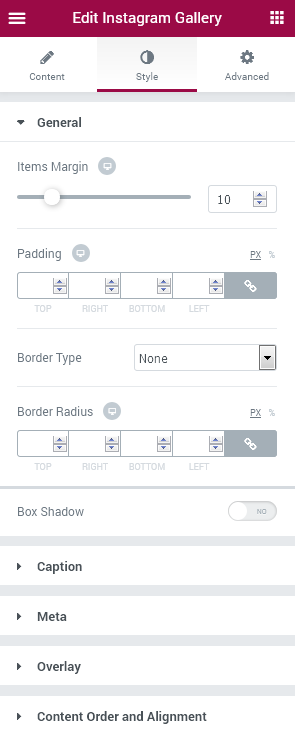 Edit Instagram Gallery
Content Style Advanced
General
Items Margin 10
Padding PX %
TOP RIGHT BOTTOM LEFT
Border Type None
Border Radius PX %
TOP RIGHT BOTTOM LEFT
Box Shadow NO
Caption
Meta
Overlay
Content Order and Alignment